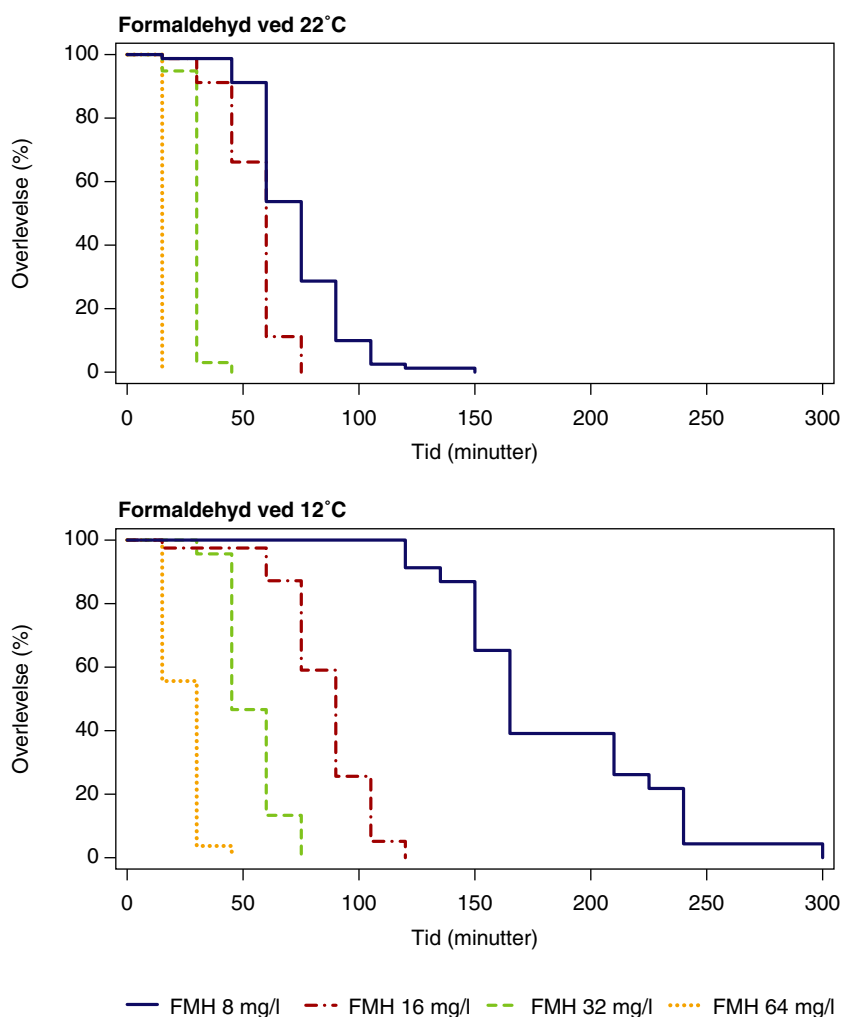 Formaldehyd ved 22˚C
100
80
60
40
20
0
Overlevelse (%)
0 50 100 150 200 250 300
Tid (minutter)
Formaldehyd ved 12˚C
100
80
60
40
20
0
Overlevelse (%)
0 50 100 150 200 250 300
Tid (minutter)
FMH 8 mg/l FMH 16 mg/l FMH 32 mg/l FMH 64 mg/l